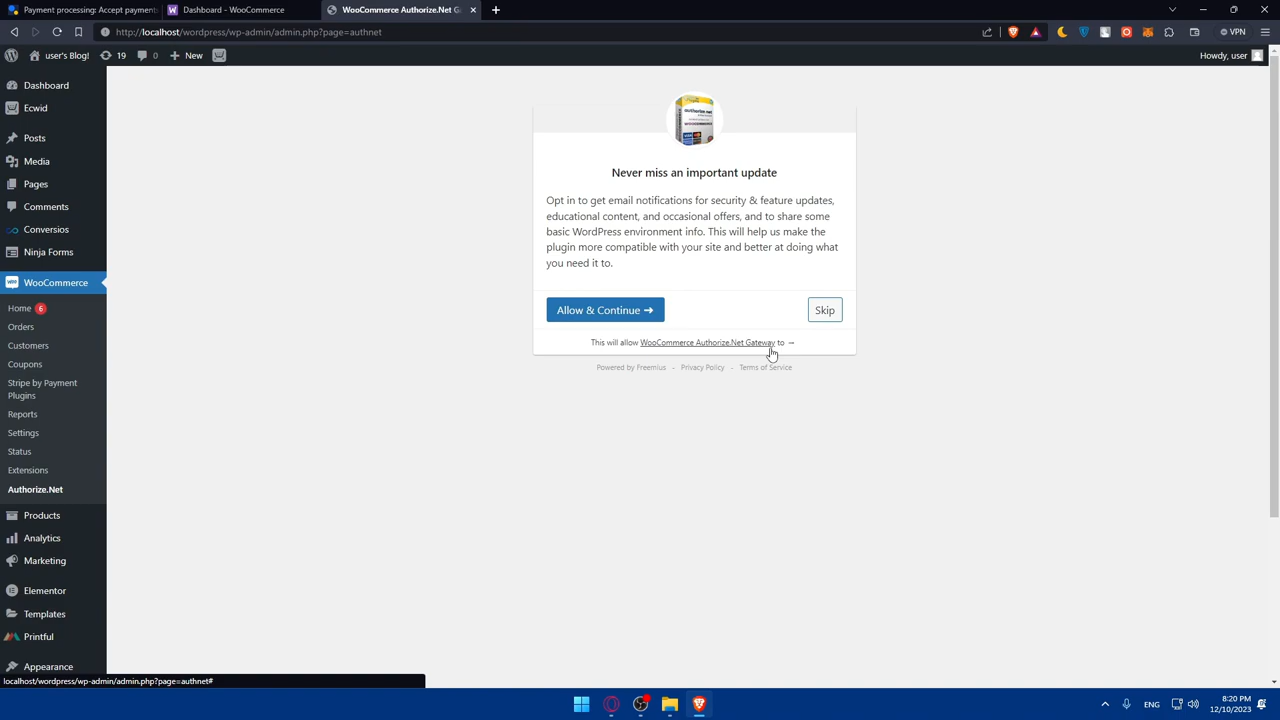 Payment processing: Accept payment
Dashboard - WooCommerce
WooCommerce Authorize.Net G
http://localhost/wordpress/wp-admin/admin.php?page=authnet
VPN
user's Blog!
19
0
New
Howdy, user
Dashboard
Ecwid
Posts
Media
Pages
Comments
Conversios
Ninja Forms
WooCommerce
Home 6
Orders
Customers
Coupons
Stripe by Payment
Plugins
Reports
Settings
Status
Extensions
Authorize.Net
Products
Analytics
Marketing
Elementor
Templates
Printful
Appearance
authorize.net
Never miss an important update
Opt in to get email notifications for security & feature updates,
educational content, and occasional offers, and to share some
basic WordPress environment info. This will help us make the
plugin more compatible with your site and better at doing what
you need it to.
Allow & Continue ➜
Skip
This will allow WooCommerce Authorize.Net Gateway to →
Powered by Freemius - Privacy Policy - Terms of Service
localhost/wordpress/wp-admin/admin.php?page=authnet#
ENG
8:20 PM
12/10/2023